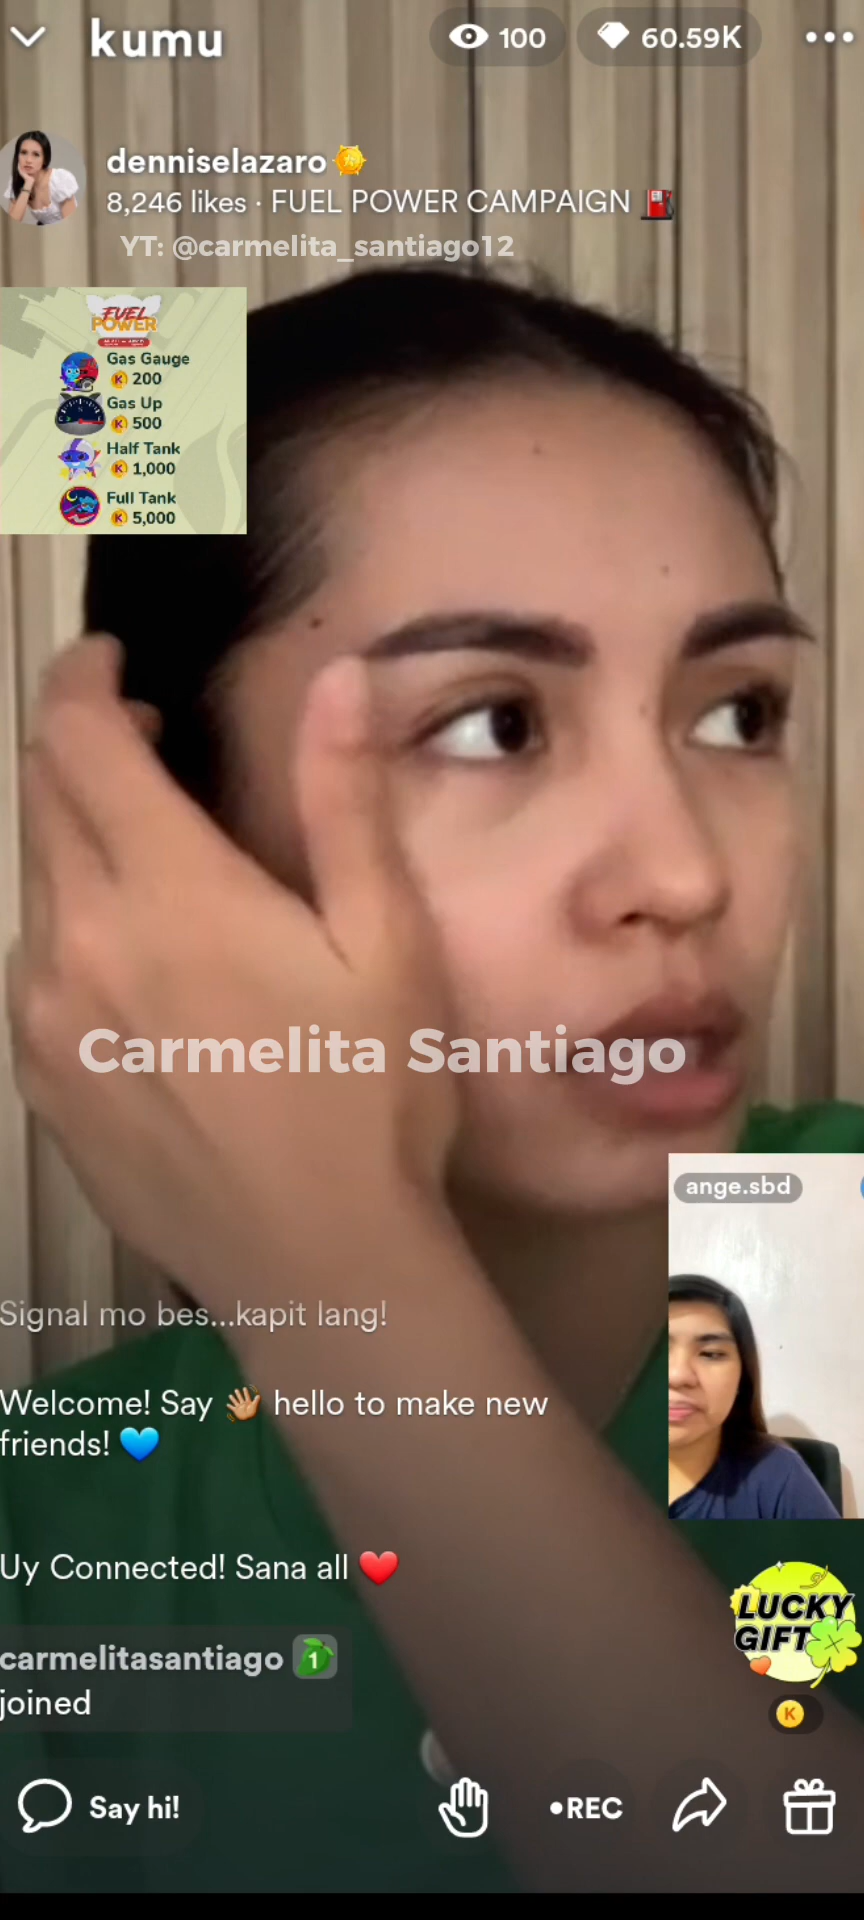 kumu
100
60.59K
denniselazaro
8,246 likes · FUEL POWER CAMPAIGN
YT: @carmelita_santiago12
FUEL
POWER
Gas Gauge
K 200
Gas Up
K 500
Half Tank
K 1,000
Full Tank
K 5,000
Carmelita Santiago
ange.sbd
Signal mo bes...kapit lang!
Welcome! Say 👋🏽 hello to make new
friends! 💙
Uy Connected! Sana all ❤️
LUCKY
GIFT
K
carmelitasantiago 1
joined
Say hi!
•REC